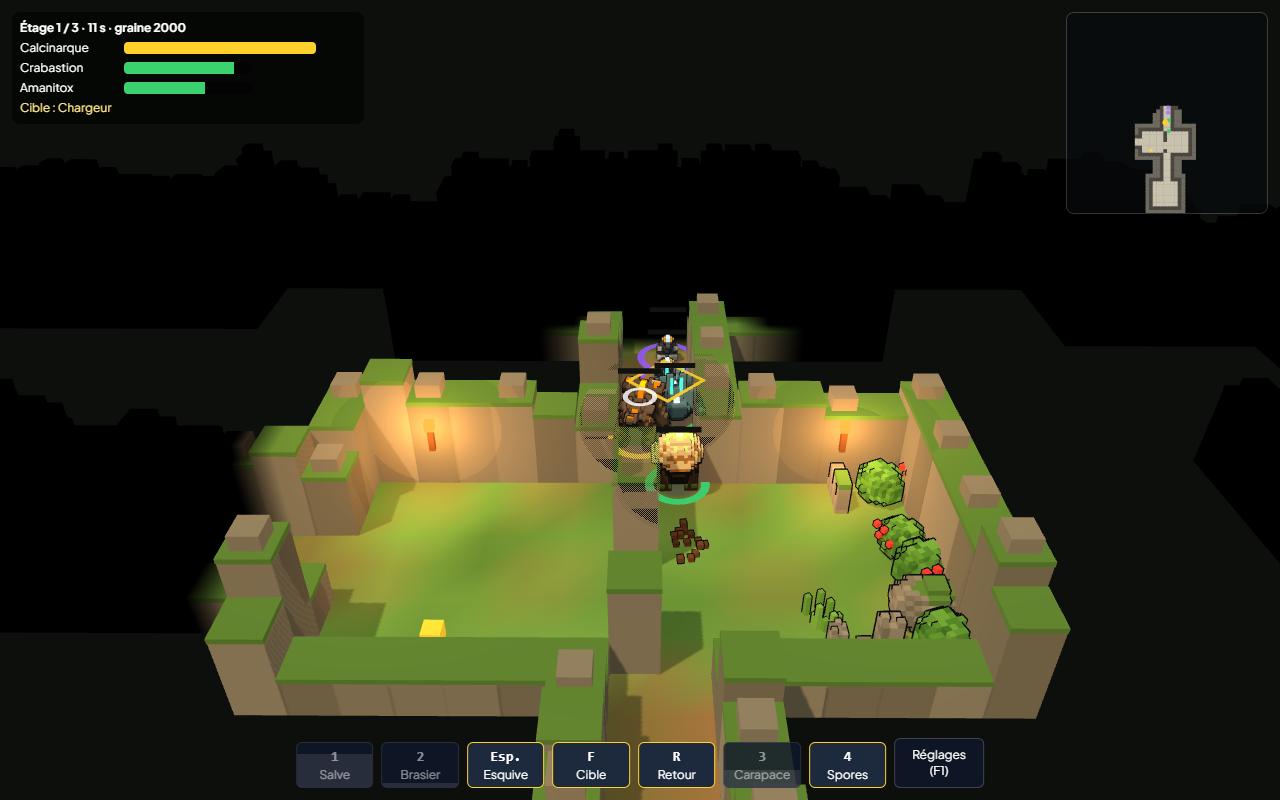 Étage 1 / 3 · 11 s · graine 2000
Calcinarque
Crabastion
Amanitox
Cible : Chargeur
1
Salve
2
Brasier
Esp.
Esquive
F
Cible
R
Retour
3
Carapace
4
Spores
Réglages
(F1)